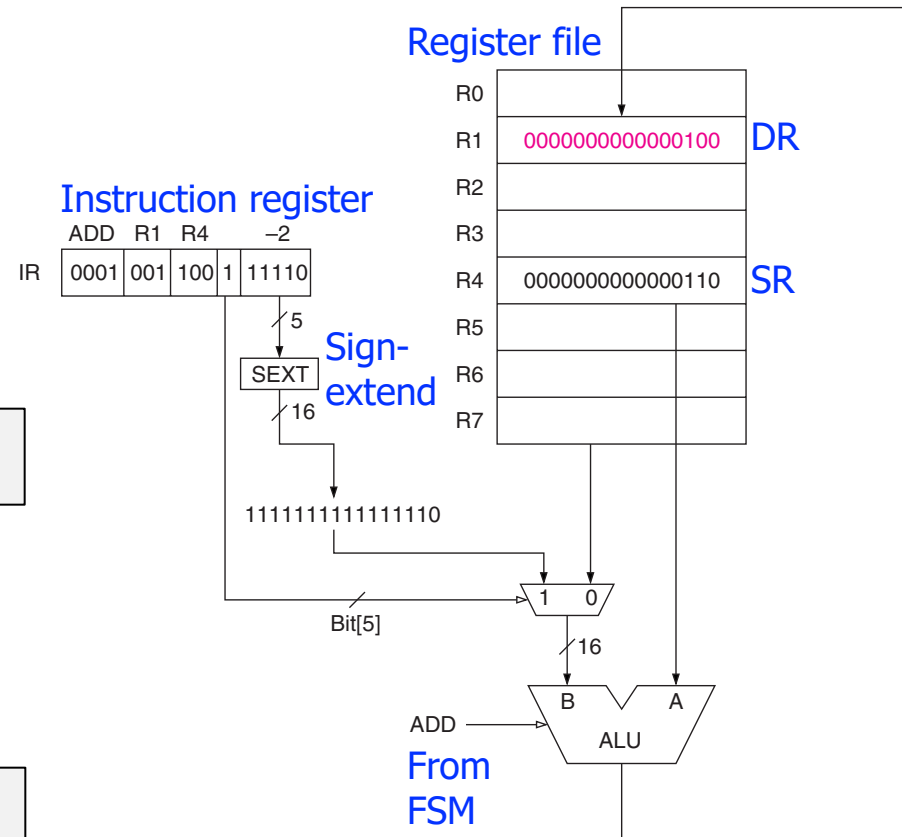 Register file
R0
R1 0000000000000100 DR
R2
Instruction register
ADD R1 R4 –2
R3
IR 0001 001 100 1 11110
R4 0000000000000110 SR
5
R5
Sign-
extend
SEXT
R6
16
R7
1111111111111110
1 0
Bit[5]
16
B A
ADD
ALU
From
FSM